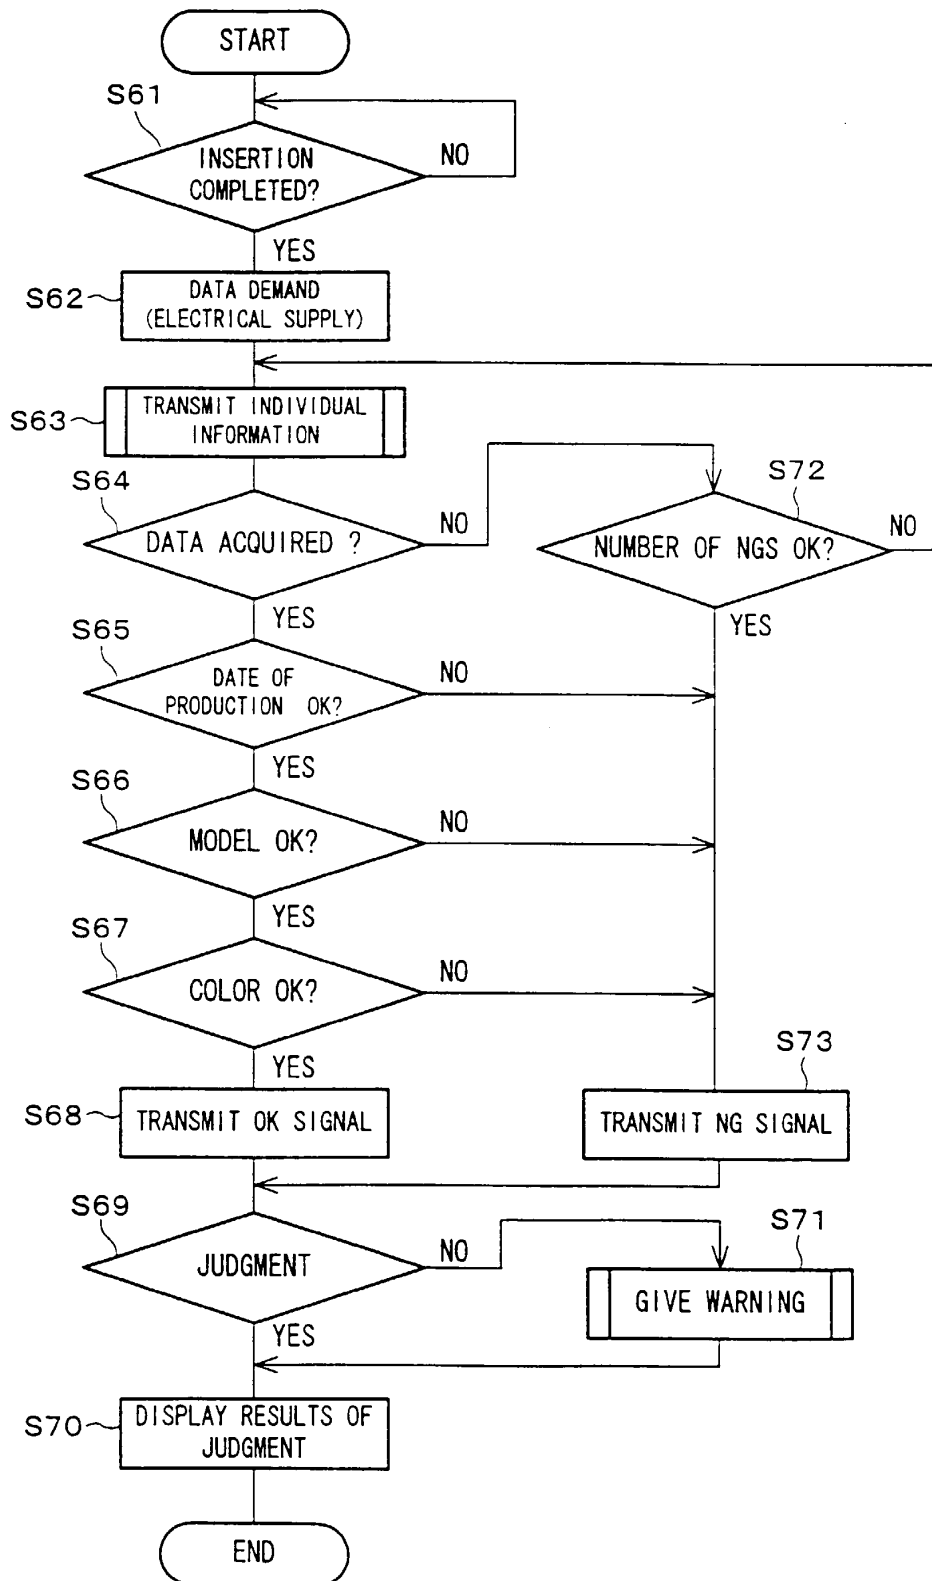 START
S61
INSERTION
COMPLETED?
NO
YES
S62
DATA DEMAND
(ELECTRICAL SUPPLY)
S63
TRANSMIT INDIVIDUAL
INFORMATION
S64
DATA ACQUIRED ?
NO
S72
NUMBER OF NGS OK?
NO
YES
YES
S65
DATE OF
PRODUCTION OK?
NO
YES
S66
MODEL OK?
NO
YES
S67
COLOR OK?
NO
YES
S68
TRANSMIT OK SIGNAL
S73
TRANSMIT NG SIGNAL
S69
JUDGMENT
NO
S71
GIVE WARNING
YES
S70
DISPLAY RESULTS OF
JUDGMENT
END